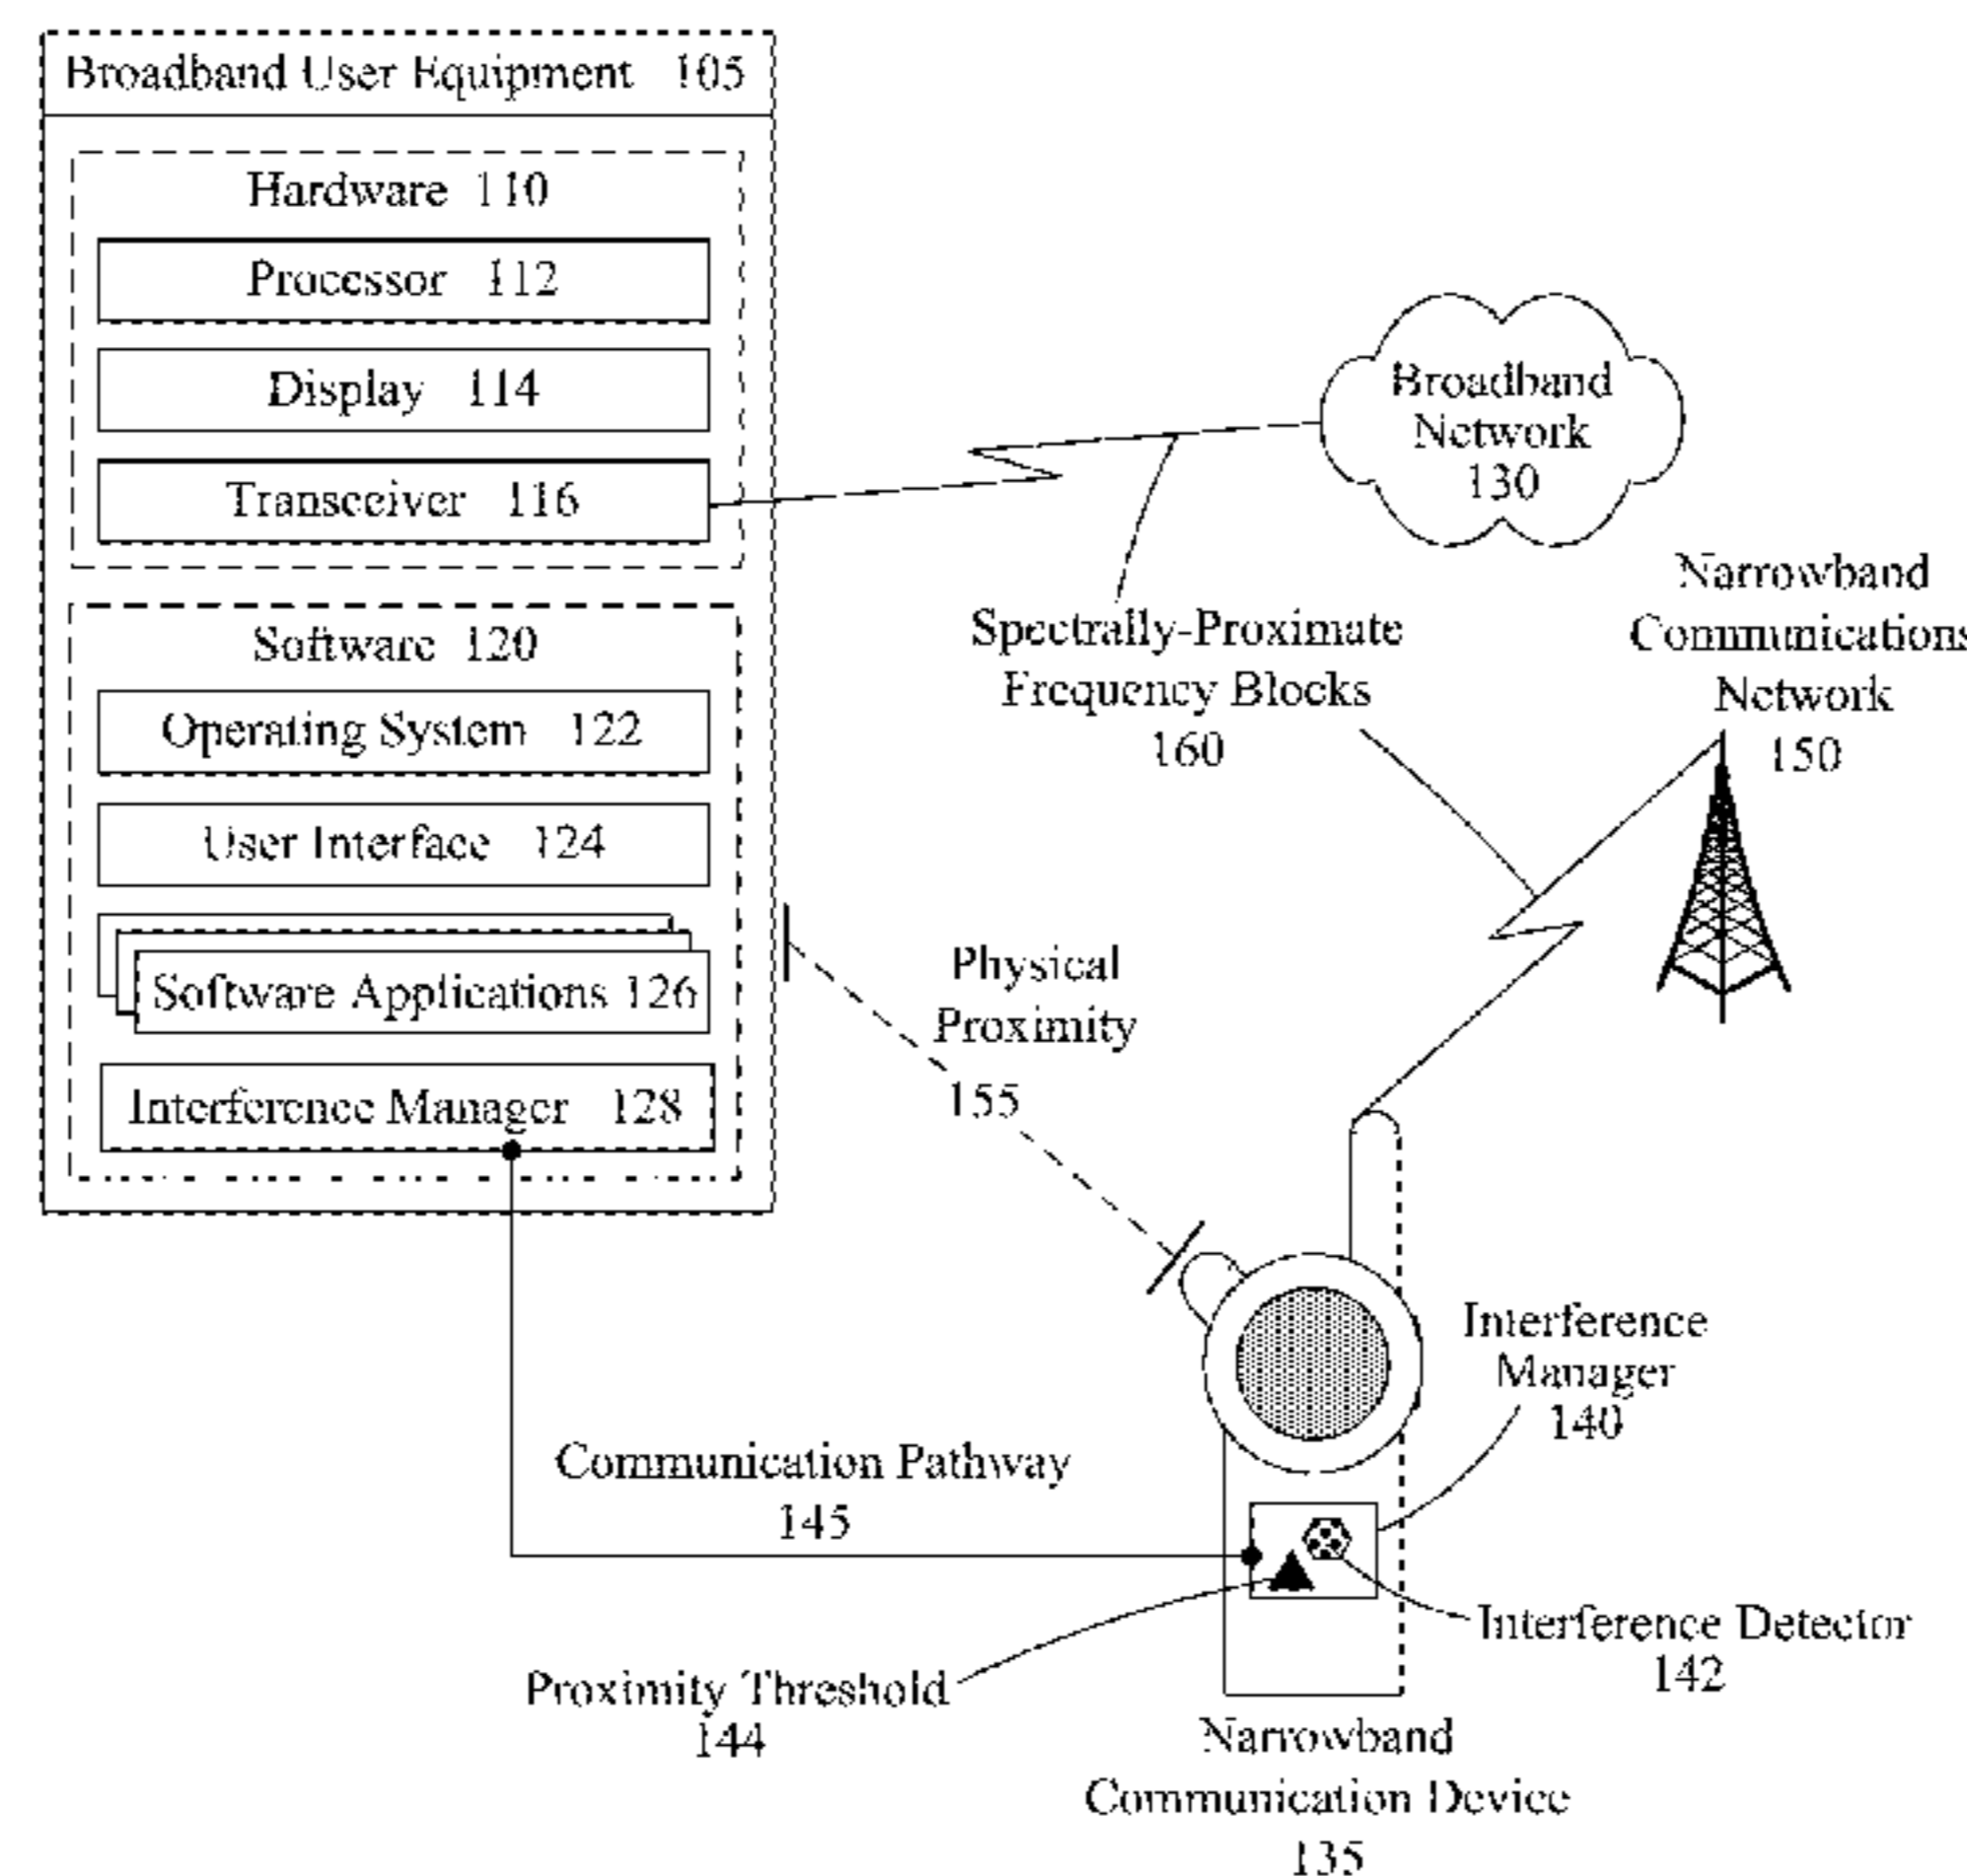 Broadband User Equipment 105
Hardware 110
Processor 112
Display 114
Transceiver 116
Software 120
Operating System 122
User Interface 124
Software Applications 126
Interference Manager 128
Broadband
Network
130
Narrowband
Communications
Network
150
Spectrally-Proximate
Frequency Blocks
160
Physical
Proximity
155
Interference
Manager
140
Communication Pathway
145
Interference Detector
142
Proximity Threshold
144
Narrowband
Communication Device
135